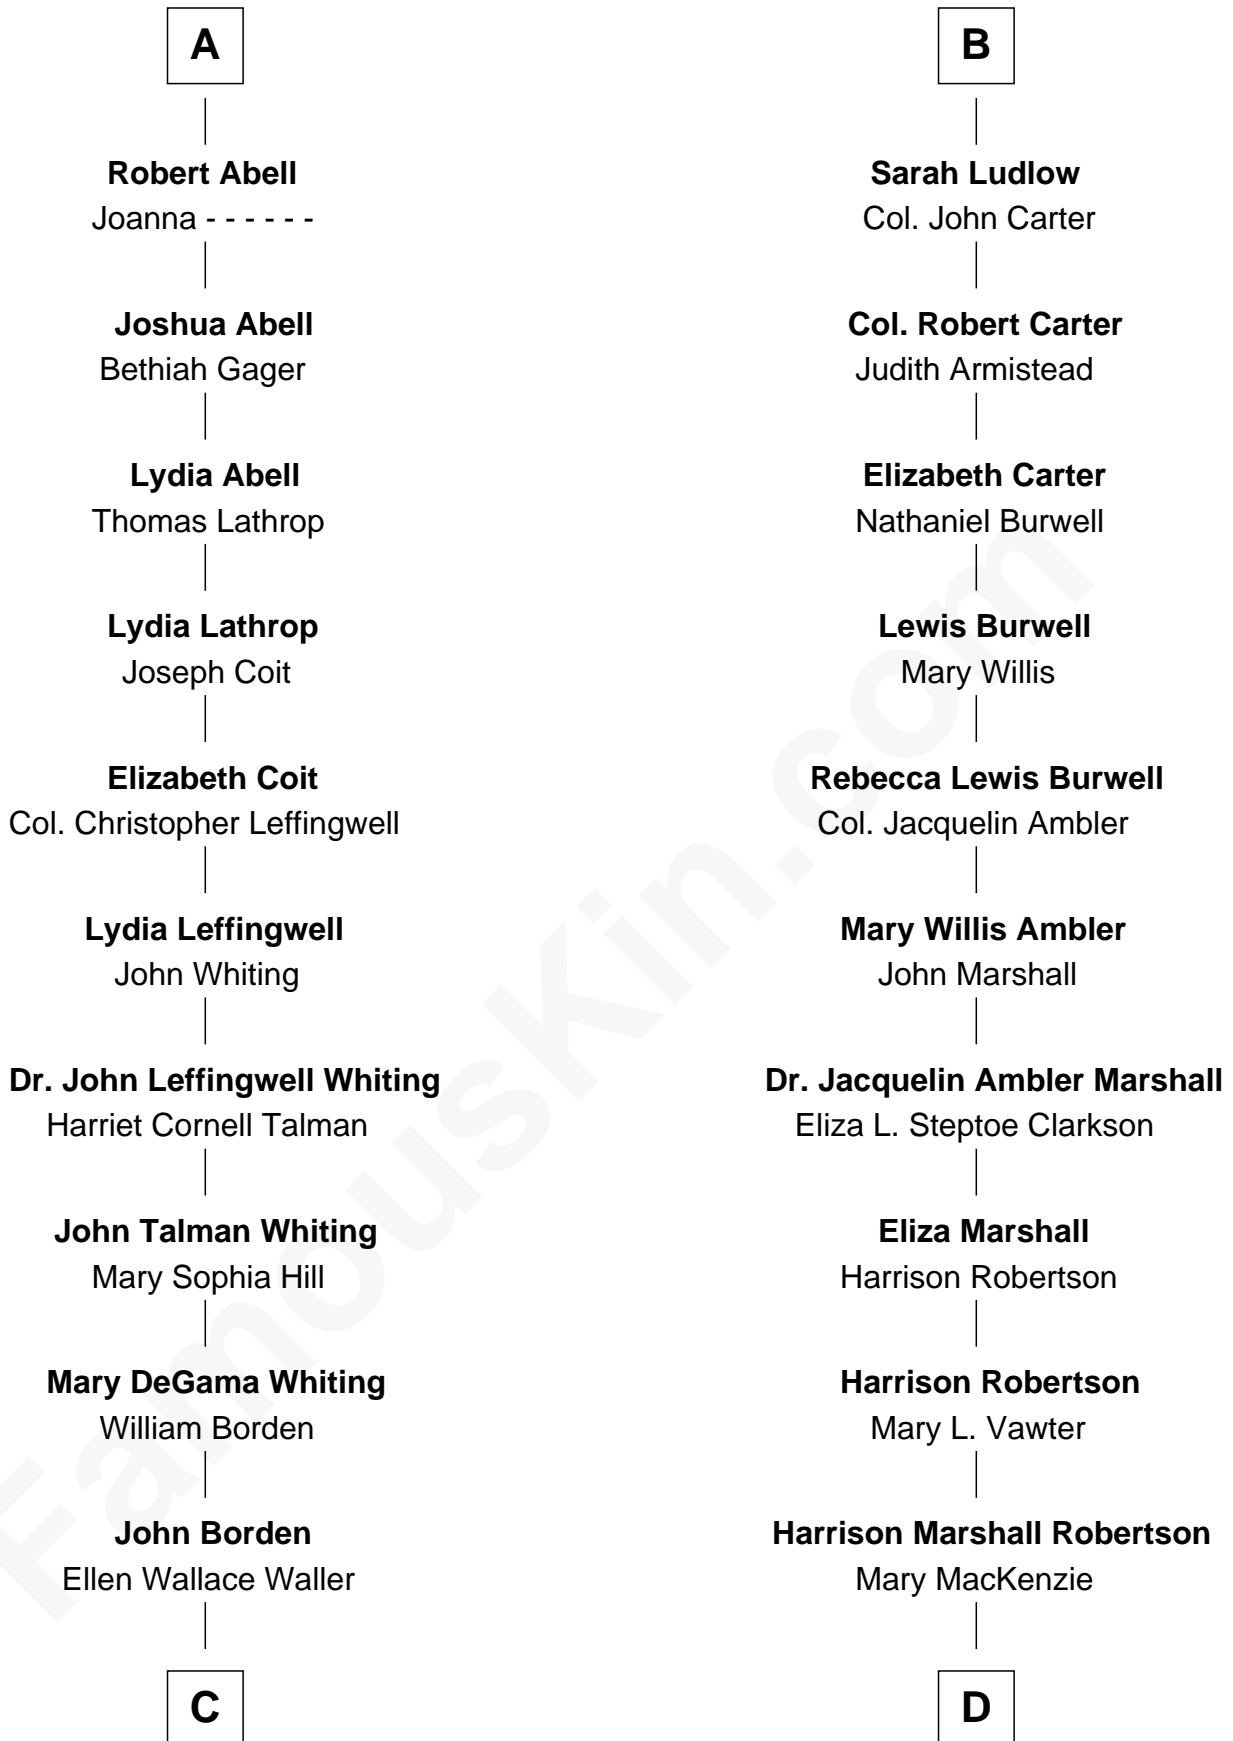 A
Robert Abell
Joanna - - - - - -
Joshua Abell
Bethiah Gager
Lydia Abell
Thomas Lathrop
Lydia Lathrop
Joseph Coit
Elizabeth Coit
Col. Christopher Leffingwell
Lydia Leffingwell
John Whiting
Dr. John Leffingwell Whiting
Harriet Cornell Talman
John Talman Whiting
Mary Sophia Hill
Mary DeGama Whiting
William Borden
John Borden
Ellen Wallace Waller
C
B
Sarah Ludlow
Col. John Carter
Col. Robert Carter
Judith Armistead
Elizabeth Carter
Nathaniel Burwell
Lewis Burwell
Mary Willis
Rebecca Lewis Burwell
Col. Jacquelin Ambler
Mary Willis Ambler
John Marshall
Dr. Jacquelin Ambler Marshall
Eliza L. Steptoe Clarkson
Eliza Marshall
Harrison Robertson
Harrison Robertson
Mary L. Vawter
Harrison Marshall Robertson
Mary MacKenzie
D
FamousKin.com